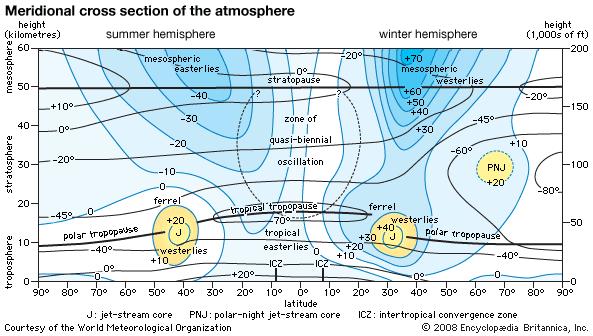 Meridional cross section of the atmosphere
height
(kilometres)
summer hemisphere
winter hemisphere
height
(1,000s of ft)
60
50
40
30
20
10
0
mesosphere
stratosphere
troposphere
200
150
100
50
0
mesospheric
easterlies
-20°
0°
stratopause
+70
mesospheric
westerlies
+10°
-40
?
?
+60
+50
+40
-20°
0°
-30
zone of
quasi-biennial
oscillation
+30
-45°
-20
-20°
-60°
+10
-10
PNJ
+20
-80°
0
-45°
0
ferrel
tropical tropopause
ferrel
+20
J
-70°
westerlies
+40
J
polar tropopause
tropical
easterlies
+30
polar tropopause
-40°
westerlies
+10
0
+20
+10
-40°
0°
ICZ
ICZ
0
+20°
0°
90° 80° 70° 60° 50° 40° 30° 20° 10° 0° 10° 20° 30° 40° 50° 60° 70° 80° 90°
latitude
J: jet-stream core PNJ: polar-night jet-stream core ICZ: intertropical convergence zone
Courtesy of the World Meteorological Organization
© 2008 Encyclopædia Britannica, Inc.